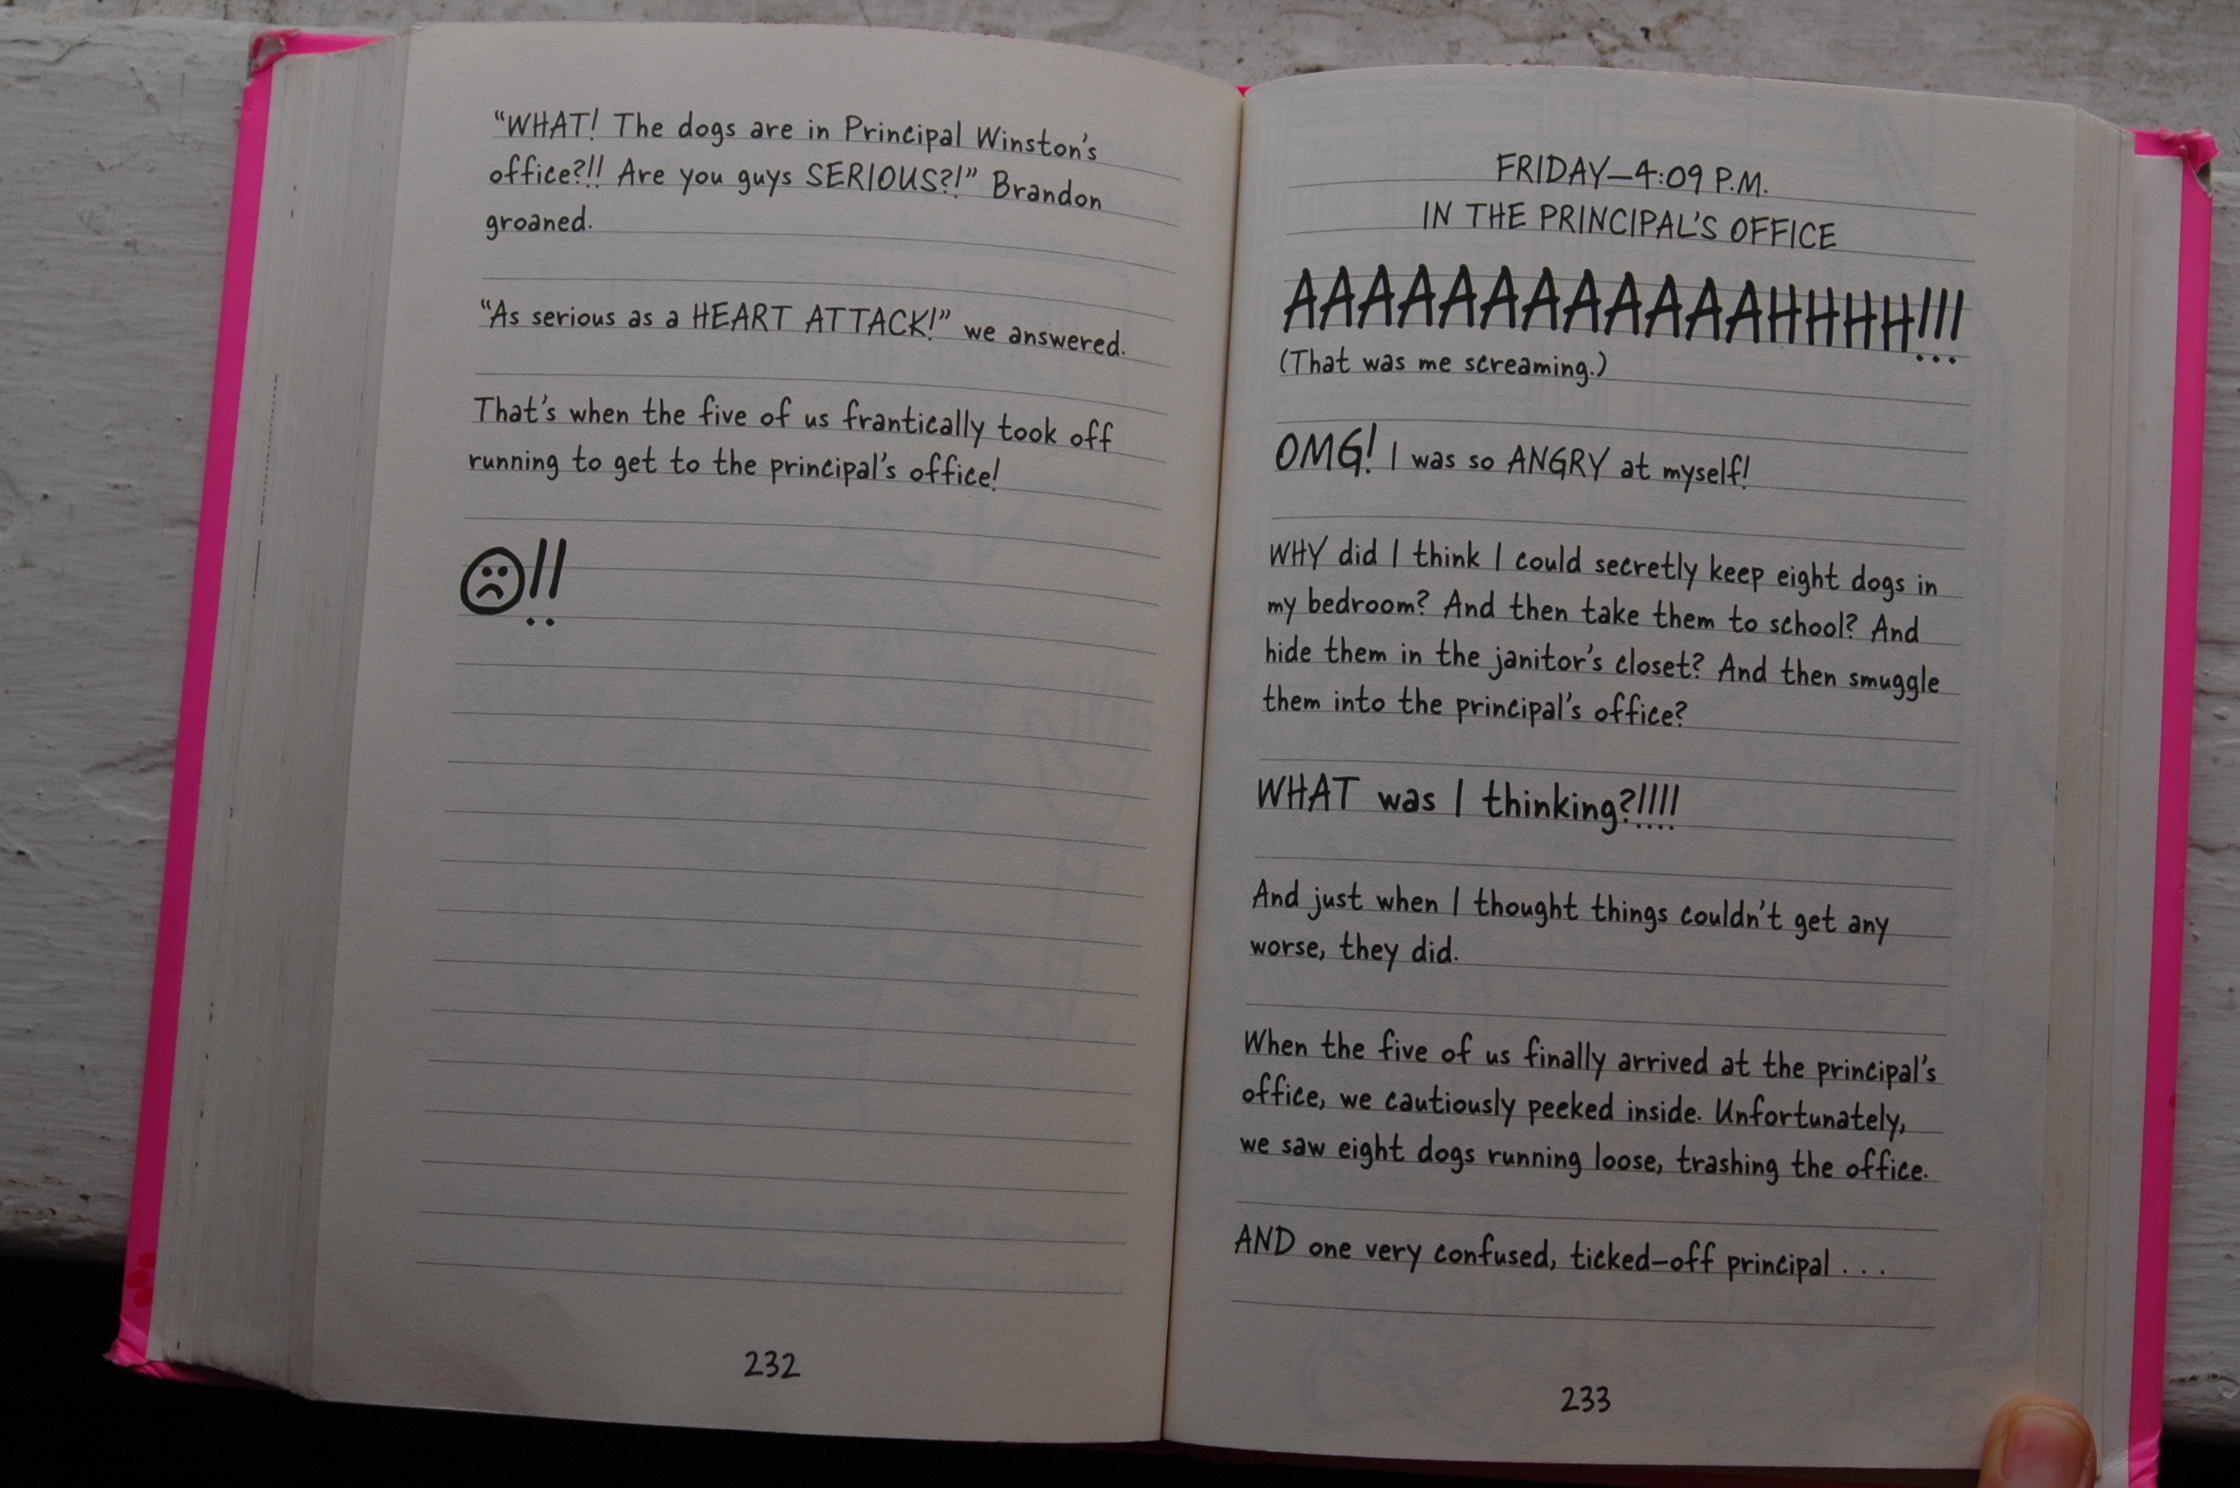 “WHAT! The dogs are in Principal Winston’s
office?!! Are you guys SERIOUS?!” Brandon
groaned.
“As serious as a HEART ATTACK!” we answered.
That’s when the five of us frantically took off
running to get to the principal’s office!
☹!!
232
FRIDAY—4:09 P.M.
IN THE PRINCIPAL’S OFFICE
AAAAAAAAAAAAHHHH!!!
(That was me screaming.)
OMG! I was so ANGRY at myself!
WHY did I think I could secretly keep eight dogs in
my bedroom? And then take them to school? And
hide them in the janitor’s closet? And then smuggle
them into the principal’s office?
WHAT was I thinking?!!!!
And just when I thought things couldn’t get any
worse, they did.
When the five of us finally arrived at the principal’s
office, we cautiously peeked inside. Unfortunately,
we saw eight dogs running loose, trashing the office.
AND one very confused, ticked-off principal . . .
233